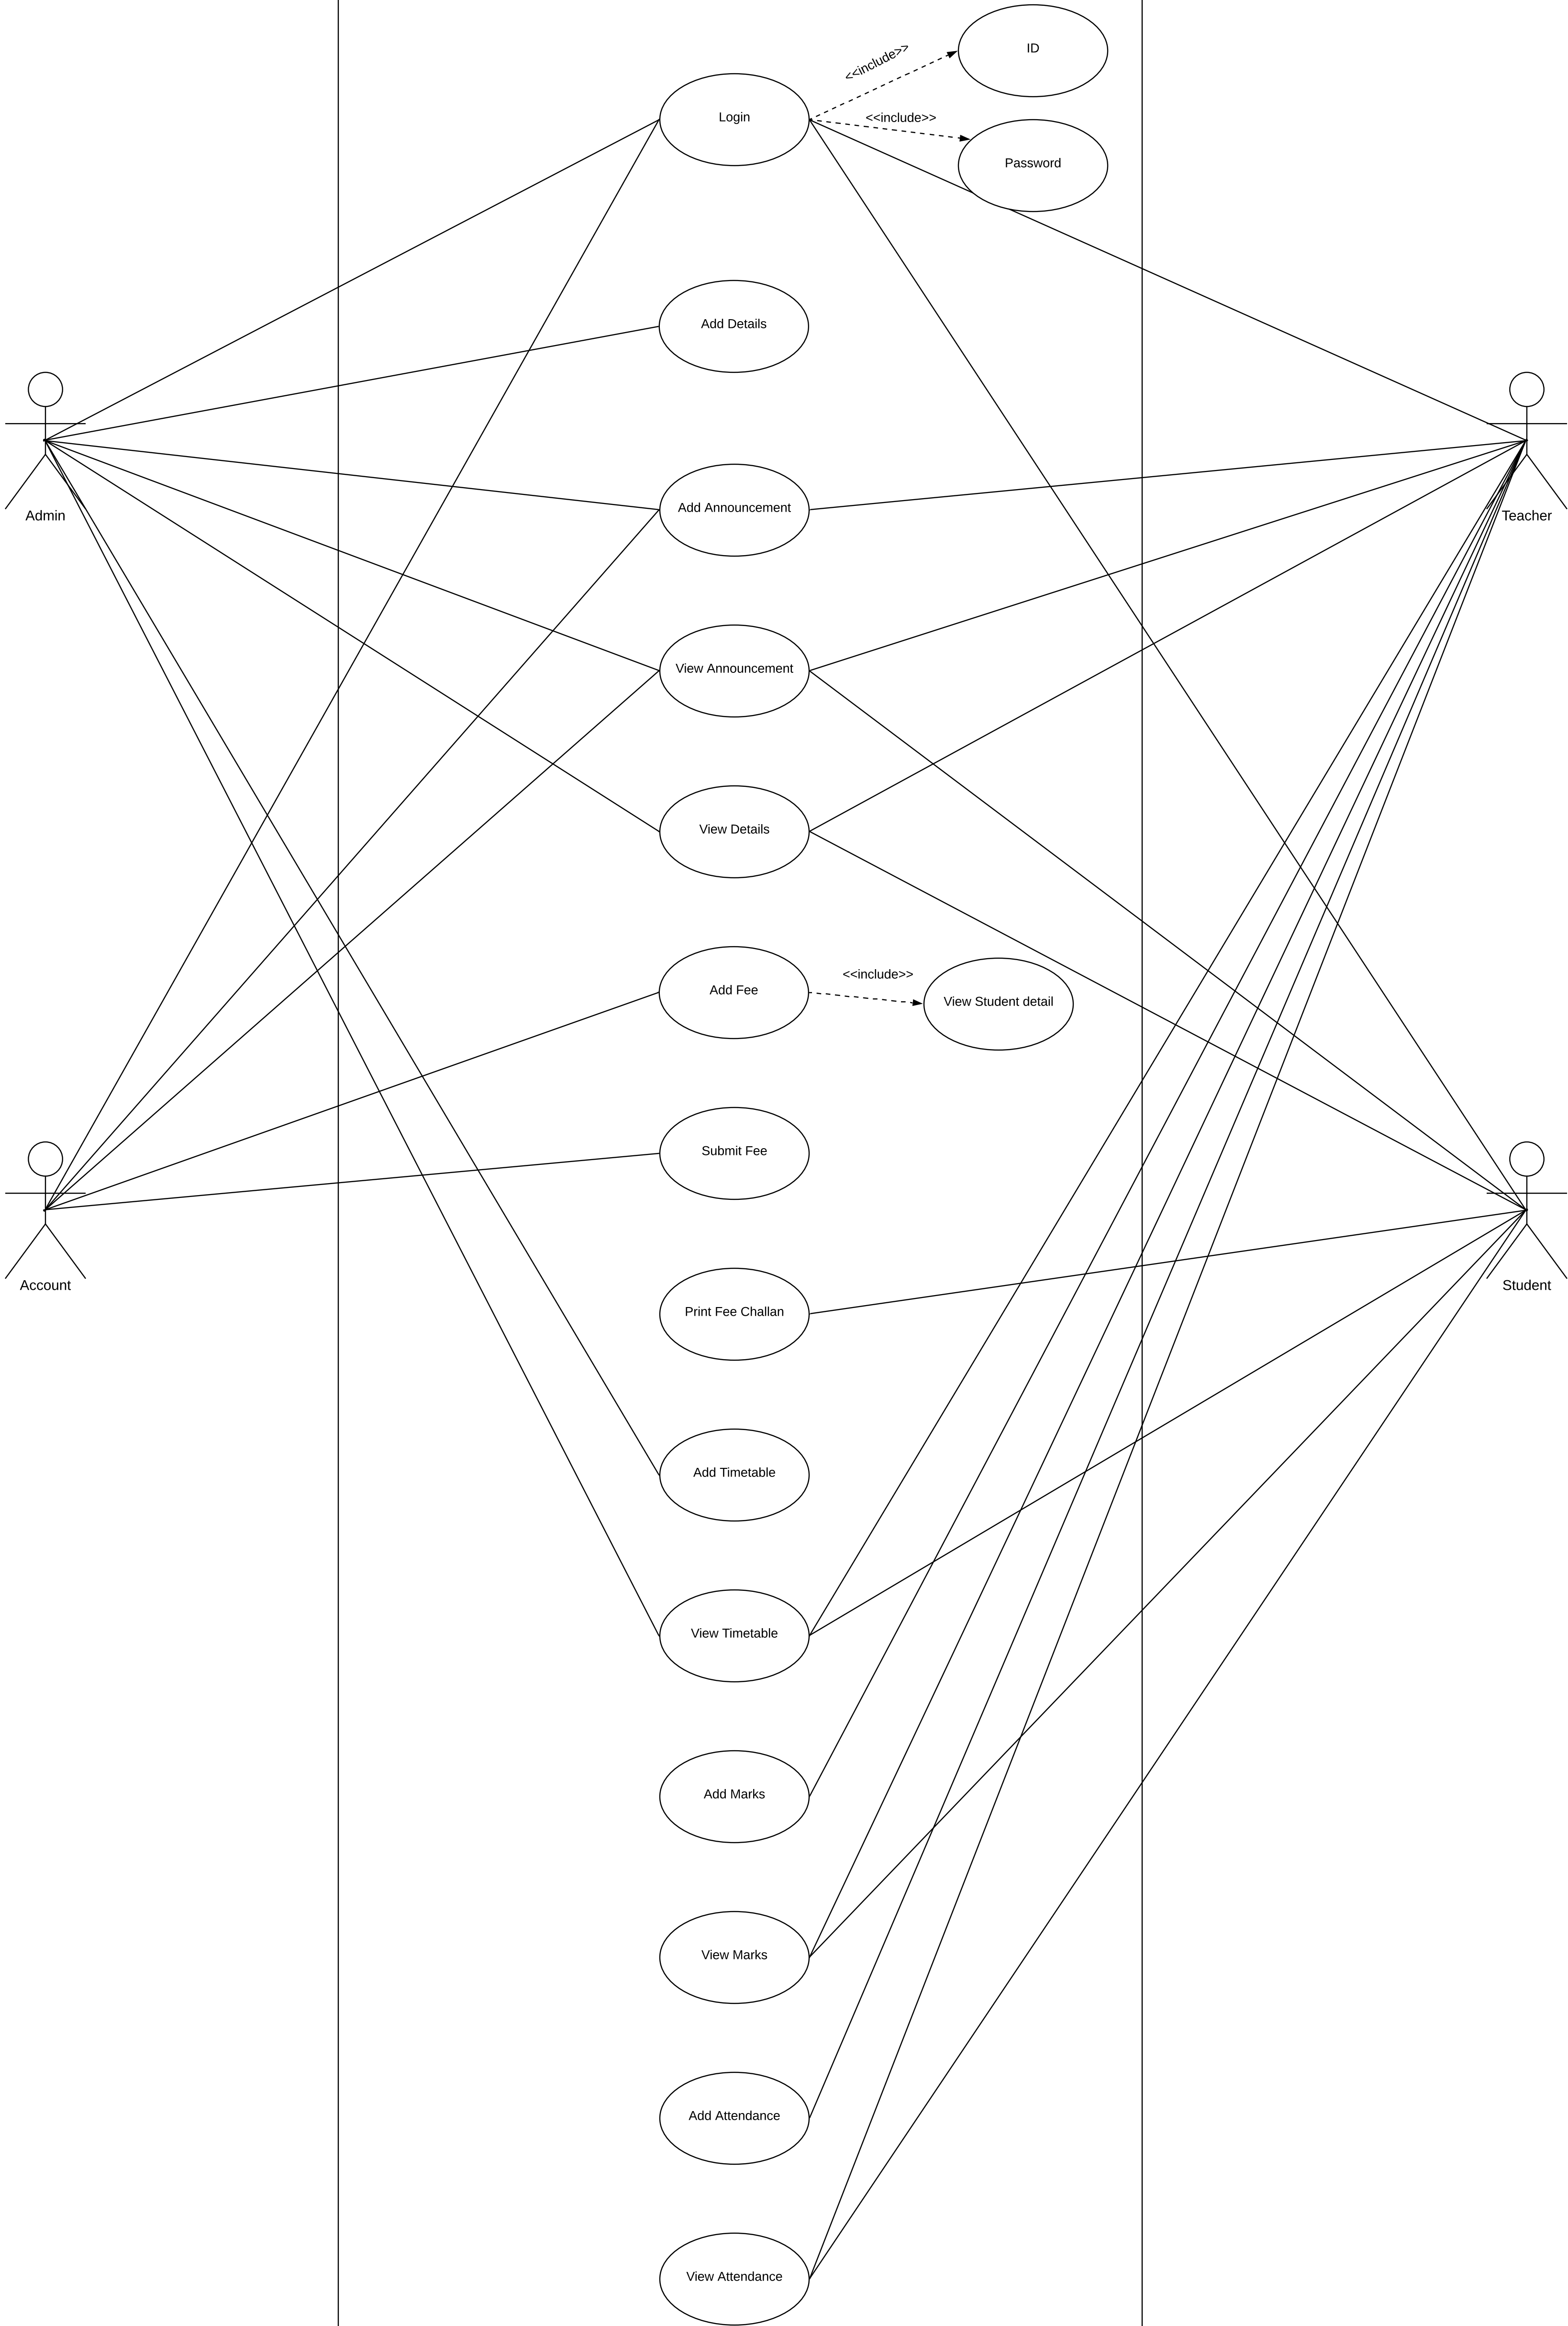 ID
<<include>>
Login
<<include>>
Password
Add Details
Admin
Add Announcement
Teacher
View Announcement
View Details
Add Fee
<<include>>
View Student detail
Submit Fee
Account
Student
Print Fee Challan
Add Timetable
View Timetable
Add Marks
View Marks
Add Attendance
View Attendance